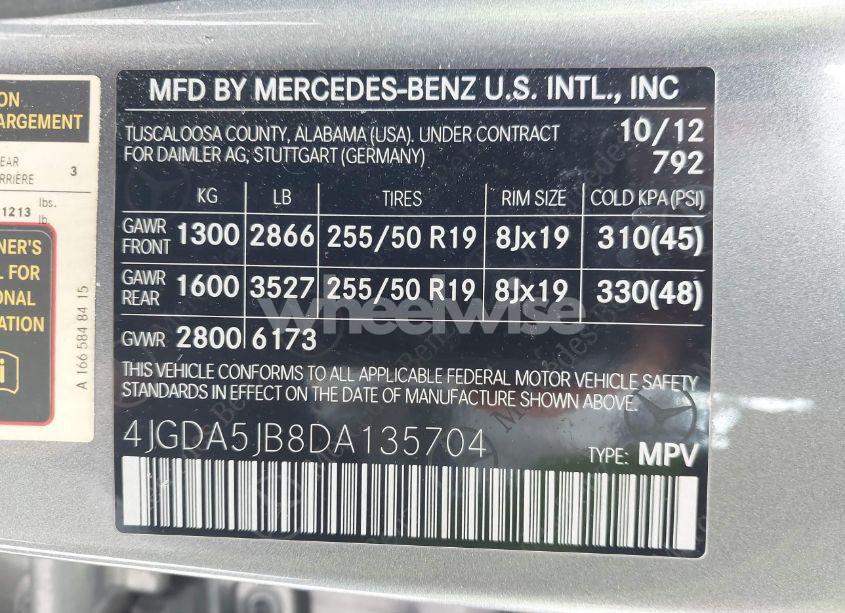 ON
ARGEMENT
EAR
RRIÈRE 3
1213 lbs.
lb.
NER'S
L FOR
ONAL
ATION
i
A 166 584 84 15
MFD BY MERCEDES-BENZ U.S. INTL., INC
TUSCALOOSA COUNTY, ALABAMA (USA). UNDER CONTRACT 10/12
FOR DAIMLER AG, STUTTGART (GERMANY) 792
KG LB TIRES RIM SIZE COLD KPA (PSI)
GAWR FRONT 1300 2866 255/50 R19 8Jx19 310(45)
GAWR REAR 1600 3527 255/50 R19 8Jx19 330(48)
wheelwise
GVWR 2800 6173
THIS VEHICLE CONFORMS TO ALL APPLICABLE FEDERAL MOTOR VEHICLE SAFETY
STANDARDS IN EFFECT ON THE DATE OF MANUFACTURE SHOWN ABOVE.
4JGDA5JB8DA135704
TYPE: MPV